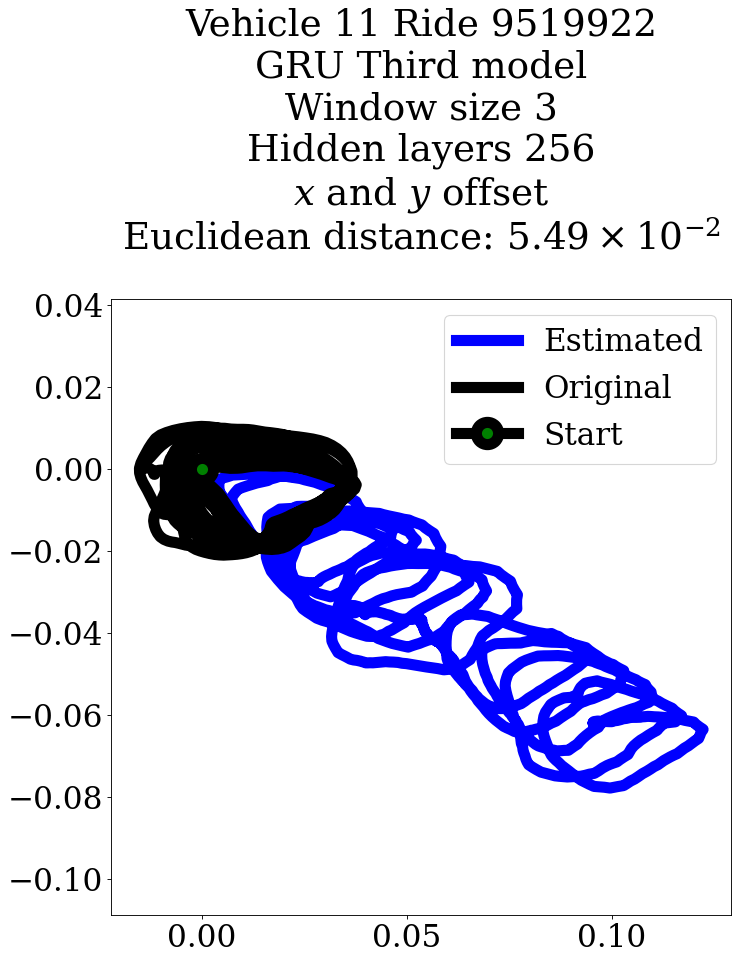 Vehicle 11 Ride 9519922
GRU Third model
Window size 3
Hidden layers 256
x and y offset
Euclidean distance: 5.49 × 10⁻²
Estimated
Original
Start
0.04
0.02
0.00
−0.02
−0.04
−0.06
−0.08
−0.10
0.00 0.05 0.10